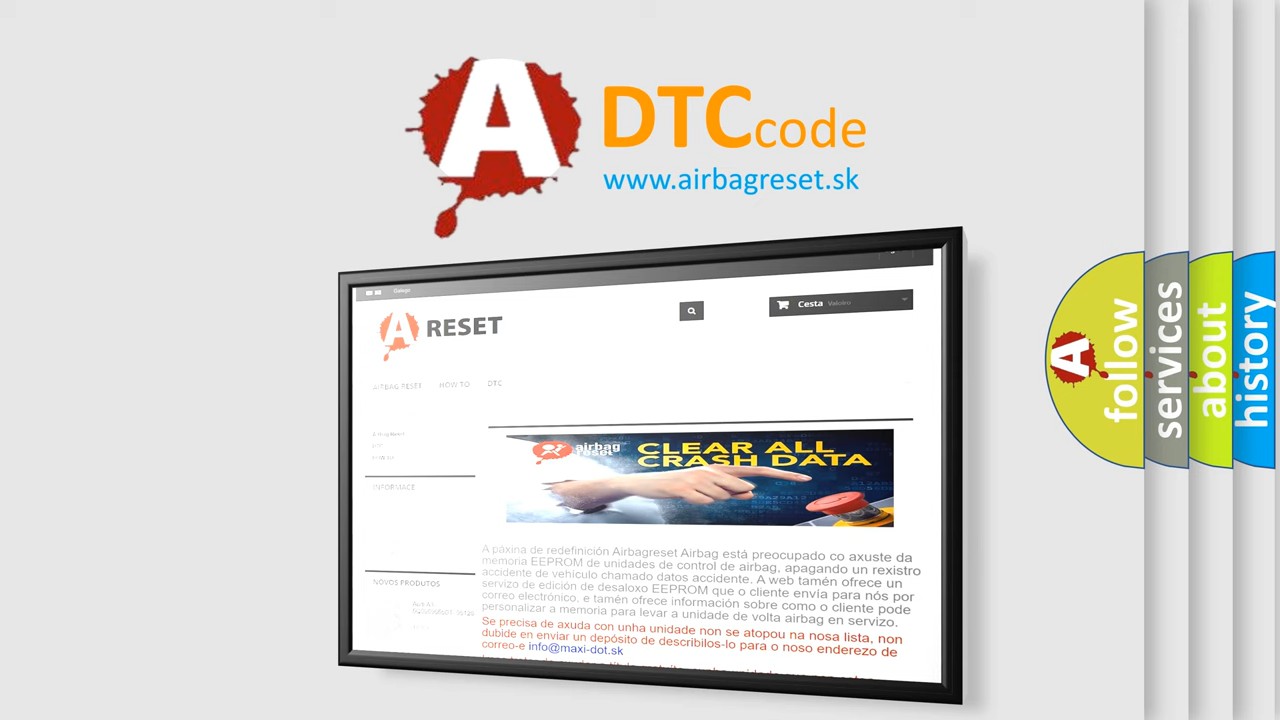 A
DTCcode
www.airbagreset.sk
Galego
A RESET
Cesta Valeiro
AIRBAG RESET HOW TO DTC
INFORMACE
NOVOS PRODUTOS
airbag
reset
CLEAR ALL
CRASH DATA
A páxina de redefinición Airbagreset Airbag está preocupado co axuste da
memoria EEPROM de unidades de control de airbag, apagando un rexistro
accidente de vehículo chamado datos accidente. A web tamén ofrece un
servizo de edición de desaloxo EEPROM que o cliente envía para nós por
correo electrónico, e tamén ofrece información sobre como o cliente pode
personalizar a memoria para levar a unidade de volta airbag en servizo.
Se precisa de axuda con unha unidade non se atopou na nosa lista, non
dubide en enviar un depósito de describilos-lo para o noso enderezo de
correo-e info@maxi-dot.sk
A
follow
services
about
history